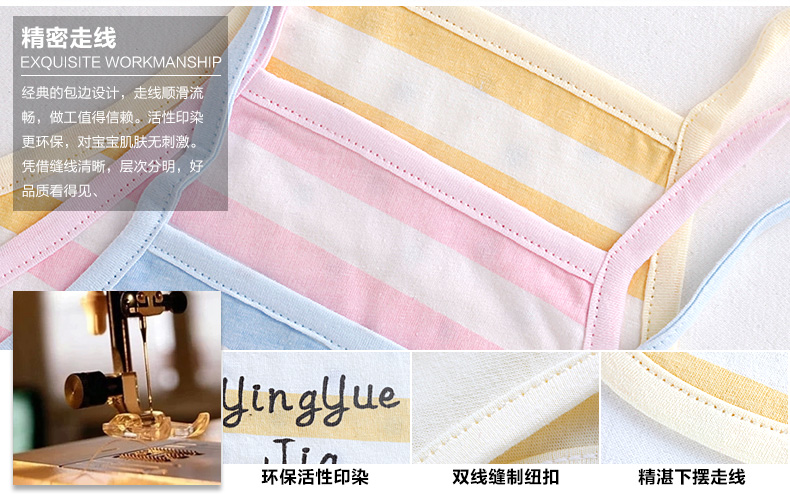 精密走线
EXQUISITE WORKMANSHIP
经典的包边设计，走线顺滑流
畅，做工值得信赖。活性印染
更环保，对宝宝肌肤无刺激。
凭借缝线清晰，层次分明，好
品质看得见、
YingYue
Jia
环保活性印染
双线缝制纽扣
精湛下摆走线